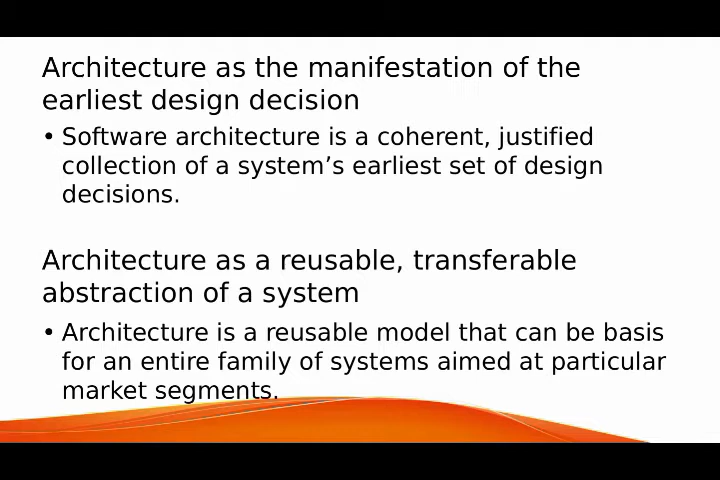 Architecture as the manifestation of the
earliest design decision
• Software architecture is a coherent, justified
collection of a system’s earliest set of design
decisions.
Architecture as a reusable, transferable
abstraction of a system
• Architecture is a reusable model that can be basis
for an entire family of systems aimed at particular
market segments.